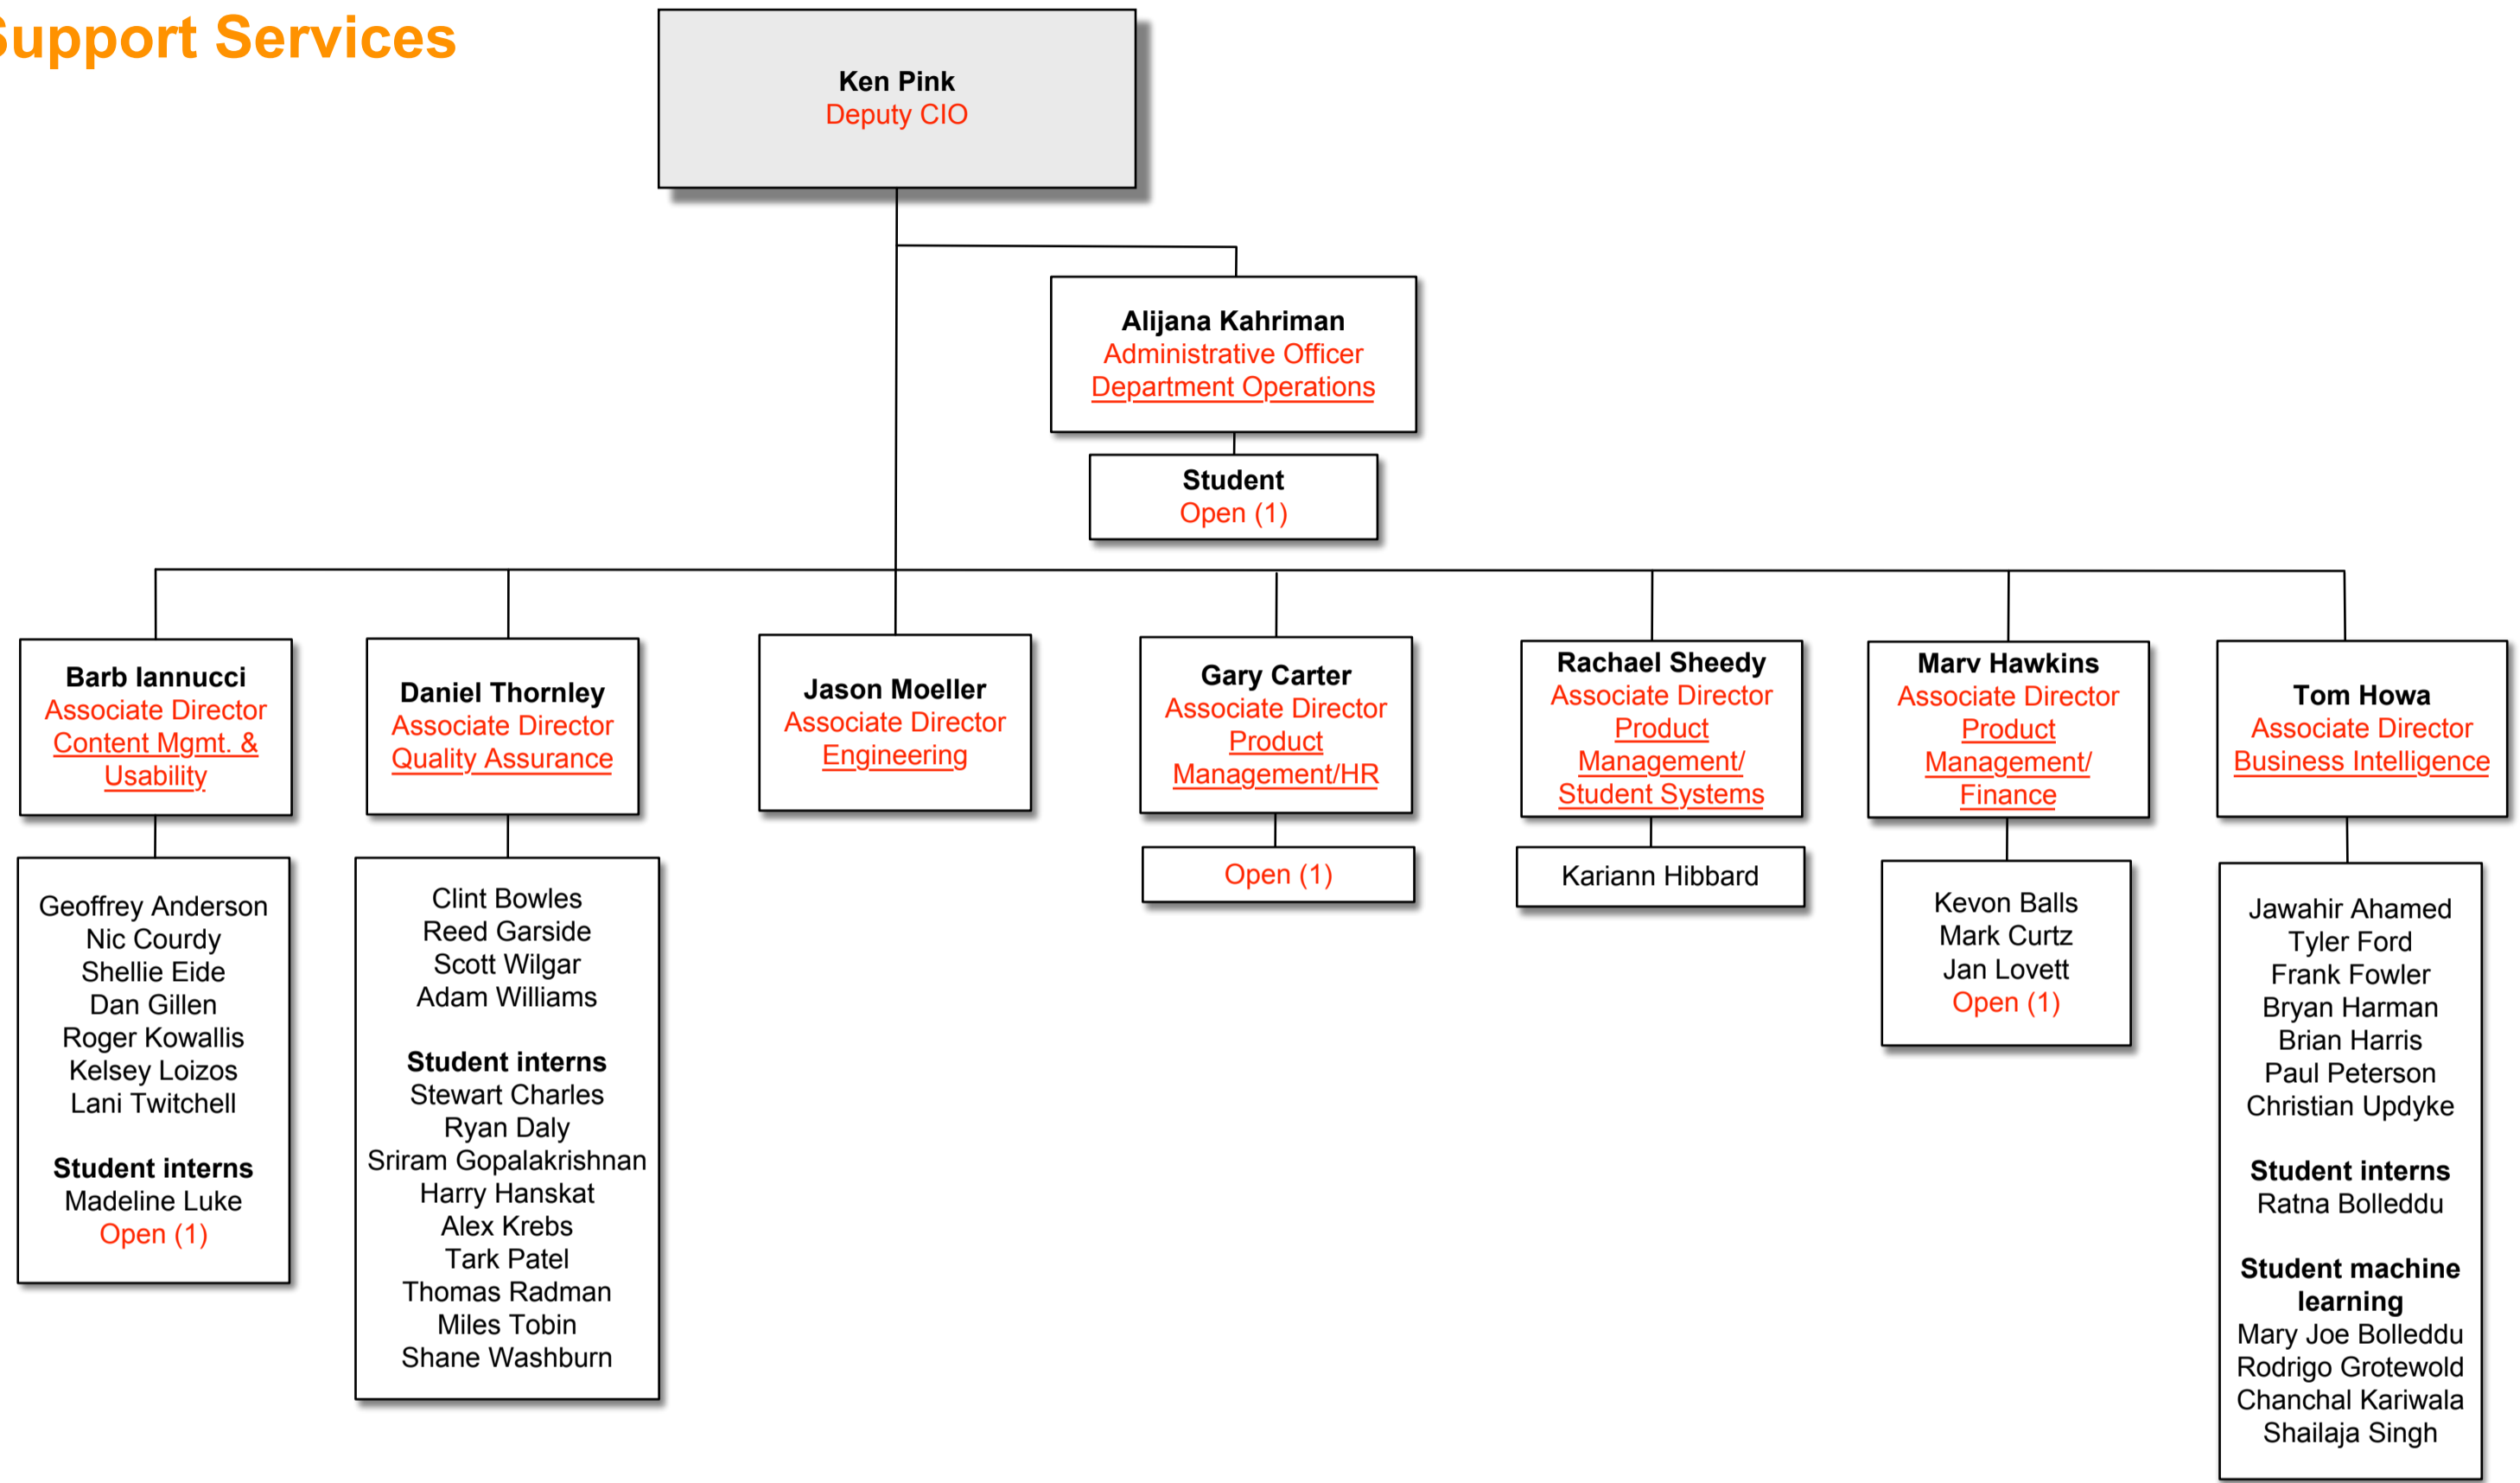 Support Services
Ken Pink
Deputy CIO
Alijana Kahriman
Administrative Officer
Department Operations
Student
Open (1)
Barb Iannucci
Associate Director
Content Mgmt. &
Usability
Geoffrey Anderson
Nic Courdy
Shellie Eide
Dan Gillen
Roger Kowallis
Kelsey Loizos
Lani Twitchell
Student interns
Madeline Luke
Open (1)
Daniel Thornley
Associate Director
Quality Assurance
Clint Bowles
Reed Garside
Scott Wilgar
Adam Williams
Student interns
Stewart Charles
Ryan Daly
Sriram Gopalakrishnan
Harry Hanskat
Alex Krebs
Tark Patel
Thomas Radman
Miles Tobin
Shane Washburn
Jason Moeller
Associate Director
Engineering
Gary Carter
Associate Director
Product
Management/HR
Open (1)
Rachael Sheedy
Associate Director
Product
Management/
Student Systems
Kariann Hibbard
Marv Hawkins
Associate Director
Product
Management/
Finance
Kevon Balls
Mark Curtz
Jan Lovett
Open (1)
Tom Howa
Associate Director
Business Intelligence
Jawahir Ahamed
Tyler Ford
Frank Fowler
Bryan Harman
Brian Harris
Paul Peterson
Christian Updyke
Student interns
Ratna Bolleddu
Student machine
learning
Mary Joe Bolleddu
Rodrigo Grotewold
Chanchal Kariwala
Shailaja Singh